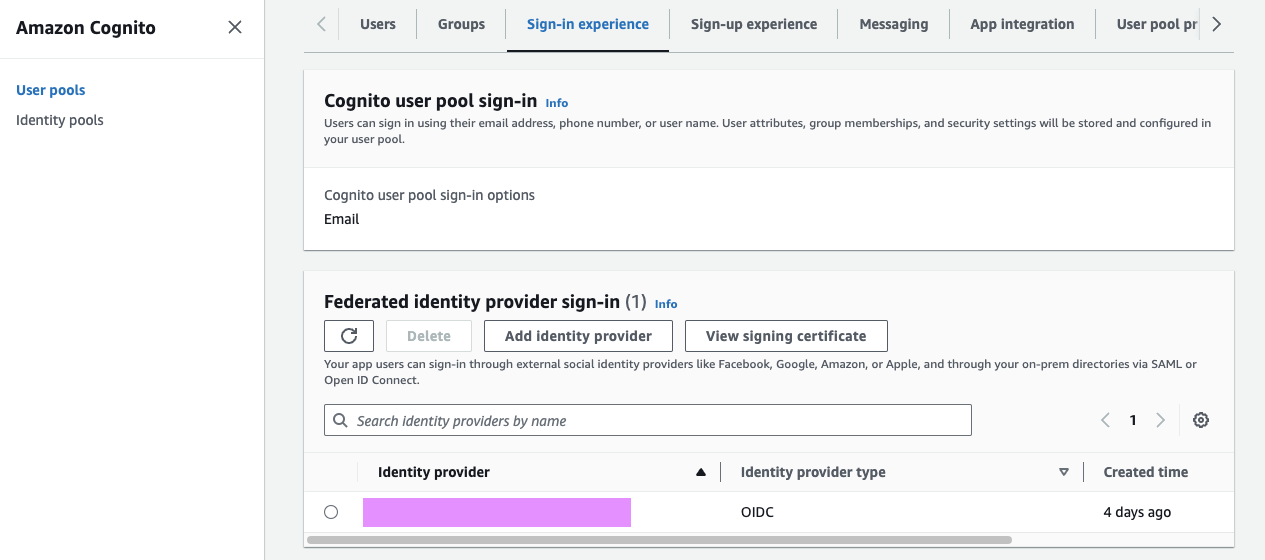 Amazon Cognito
User pools
Identity pools
Users
Groups
Sign-in experience
Sign-up experience
Messaging
App integration
User pool pr
Cognito user pool sign-in Info
Users can sign in using their email address, phone number, or user name. User attributes, group memberships, and security settings will be stored and configured in
your user pool.
Cognito user pool sign-in options
Email
Federated identity provider sign-in (1) Info
Delete
Add identity provider
View signing certificate
Your app users can sign-in through external social identity providers like Facebook, Google, Amazon, or Apple, and through your on-prem directories via SAML or
Open ID Connect.
Search identity providers by name
1
Identity provider
Identity provider type
Created time
OIDC
4 days ago